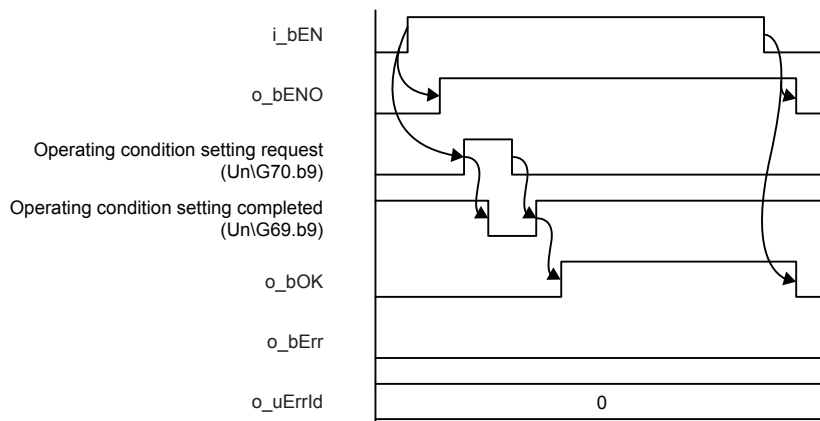 i_bEN
o_bENO
Operating condition setting request
(Un\G70.b9)
Operating condition setting completed
(Un\G69.b9)
o_bOK
o_bErr
o_uErrId
0